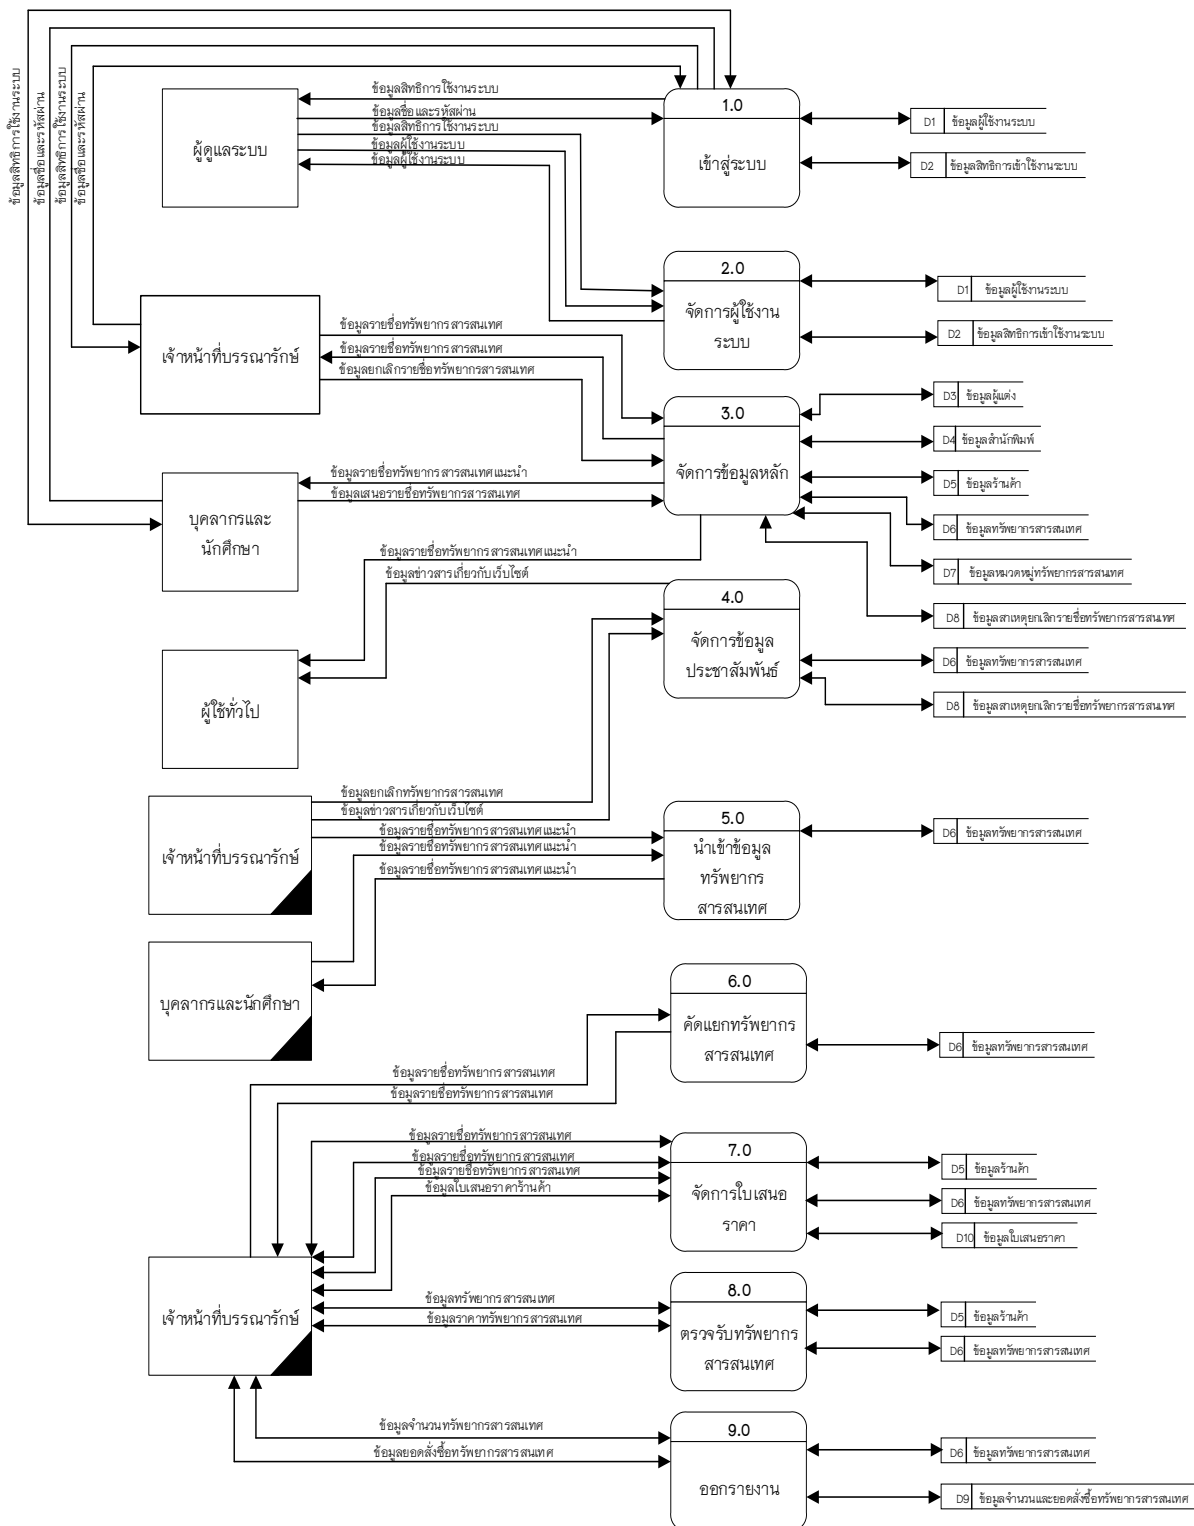 ข้อมูลสิทธิการใช้งานระบบ
ข้อมูลชื่อและรหัสผ่าน
ข้อมูลสิทธิการใช้งานระบบ
ข้อมูลชื่อและรหัสผ่าน
ผู้ดูแลระบบ
ข้อมูลสิทธิการใช้งานระบบ
ข้อมูลชื่อและรหัสผ่าน
ข้อมูลสิทธิการใช้งานระบบ
ข้อมูลผู้ใช้งานระบบ
ข้อมูลผู้ใช้งานระบบ
1.0
เข้าสู่ระบบ
D1 ข้อมูลผู้ใช้งานระบบ
D2 ข้อมูลสิทธิการเข้าใช้งานระบบ
2.0
จัดการผู้ใช้งาน
ระบบ
D1 ข้อมูลผู้ใช้งานระบบ
D2 ข้อมูลสิทธิการเข้าใช้งานระบบ
เจ้าหน้าที่บรรณารักษ์
ข้อมูลรายชื่อทรัพยากรสารสนเทศ
ข้อมูลรายชื่อทรัพยากรสารสนเทศ
ข้อมูลยกเลิกรายชื่อทรัพยากรสารสนเทศ
3.0
จัดการข้อมูลหลัก
D3 ข้อมูลผู้แต่ง
D4 ข้อมูลสำนักพิมพ์
D5 ข้อมูลร้านค้า
D6 ข้อมูลทรัพยากรสารสนเทศ
D7 ข้อมูลหมวดหมู่ทรัพยากรสารสนเทศ
D8 ข้อมูลสาเหตุยกเลิกรายชื่อทรัพยากรสารสนเทศ
บุคลากรและ
นักศึกษา
ข้อมูลรายชื่อทรัพยากรสารสนเทศแนะนำ
ข้อมูลเสนอรายชื่อทรัพยากรสารสนเทศ
ข้อมูลรายชื่อทรัพยากรสารสนเทศแนะนำ
ข้อมูลข่าวสารเกี่ยวกับเว็บไซต์
4.0
จัดการข้อมูล
ประชาสัมพันธ์
D6 ข้อมูลทรัพยากรสารสนเทศ
D8 ข้อมูลสาเหตุยกเลิกรายชื่อทรัพยากรสารสนเทศ
ผู้ใช้ทั่วไป
เจ้าหน้าที่บรรณารักษ์
ข้อมูลยกเลิกทรัพยากรสารสนเทศ
ข้อมูลข่าวสารเกี่ยวกับเว็บไซต์
ข้อมูลรายชื่อทรัพยากรสารสนเทศแนะนำ
ข้อมูลรายชื่อทรัพยากรสารสนเทศแนะนำ
ข้อมูลรายชื่อทรัพยากรสารสนเทศแนะนำ
5.0
นำเข้าข้อมูล
ทรัพยากร
สารสนเทศ
D6 ข้อมูลทรัพยากรสารสนเทศ
บุคลากรและนักศึกษา
6.0
คัดแยกทรัพยากร
สารสนเทศ
D6 ข้อมูลทรัพยากรสารสนเทศ
ข้อมูลรายชื่อทรัพยากรสารสนเทศ
ข้อมูลรายชื่อทรัพยากรสารสนเทศ
ข้อมูลรายชื่อทรัพยากรสารสนเทศ
ข้อมูลรายชื่อทรัพยากรสารสนเทศ
ข้อมูลรายชื่อทรัพยากรสารสนเทศ
ข้อมูลใบเสนอราคาร้านค้า
7.0
จัดการใบเสนอ
ราคา
D5 ข้อมูลร้านค้า
D6 ข้อมูลทรัพยากรสารสนเทศ
D10 ข้อมูลใบเสนอราคา
เจ้าหน้าที่บรรณารักษ์
ข้อมูลทรัพยากรสารสนเทศ
ข้อมูลราคาทรัพยากรสารสนเทศ
8.0
ตรวจรับทรัพยากร
สารสนเทศ
D5 ข้อมูลร้านค้า
D6 ข้อมูลทรัพยากรสารสนเทศ
ข้อมูลจำนวนทรัพยากรสารสนเทศ
ข้อมูลยอดสั่งซื้อทรัพยากรสารสนเทศ
9.0
ออกรายงาน
D6 ข้อมูลทรัพยากรสารสนเทศ
D9 ข้อมูลจำนวนและยอดสั่งซื้อทรัพยากรสารสนเทศ